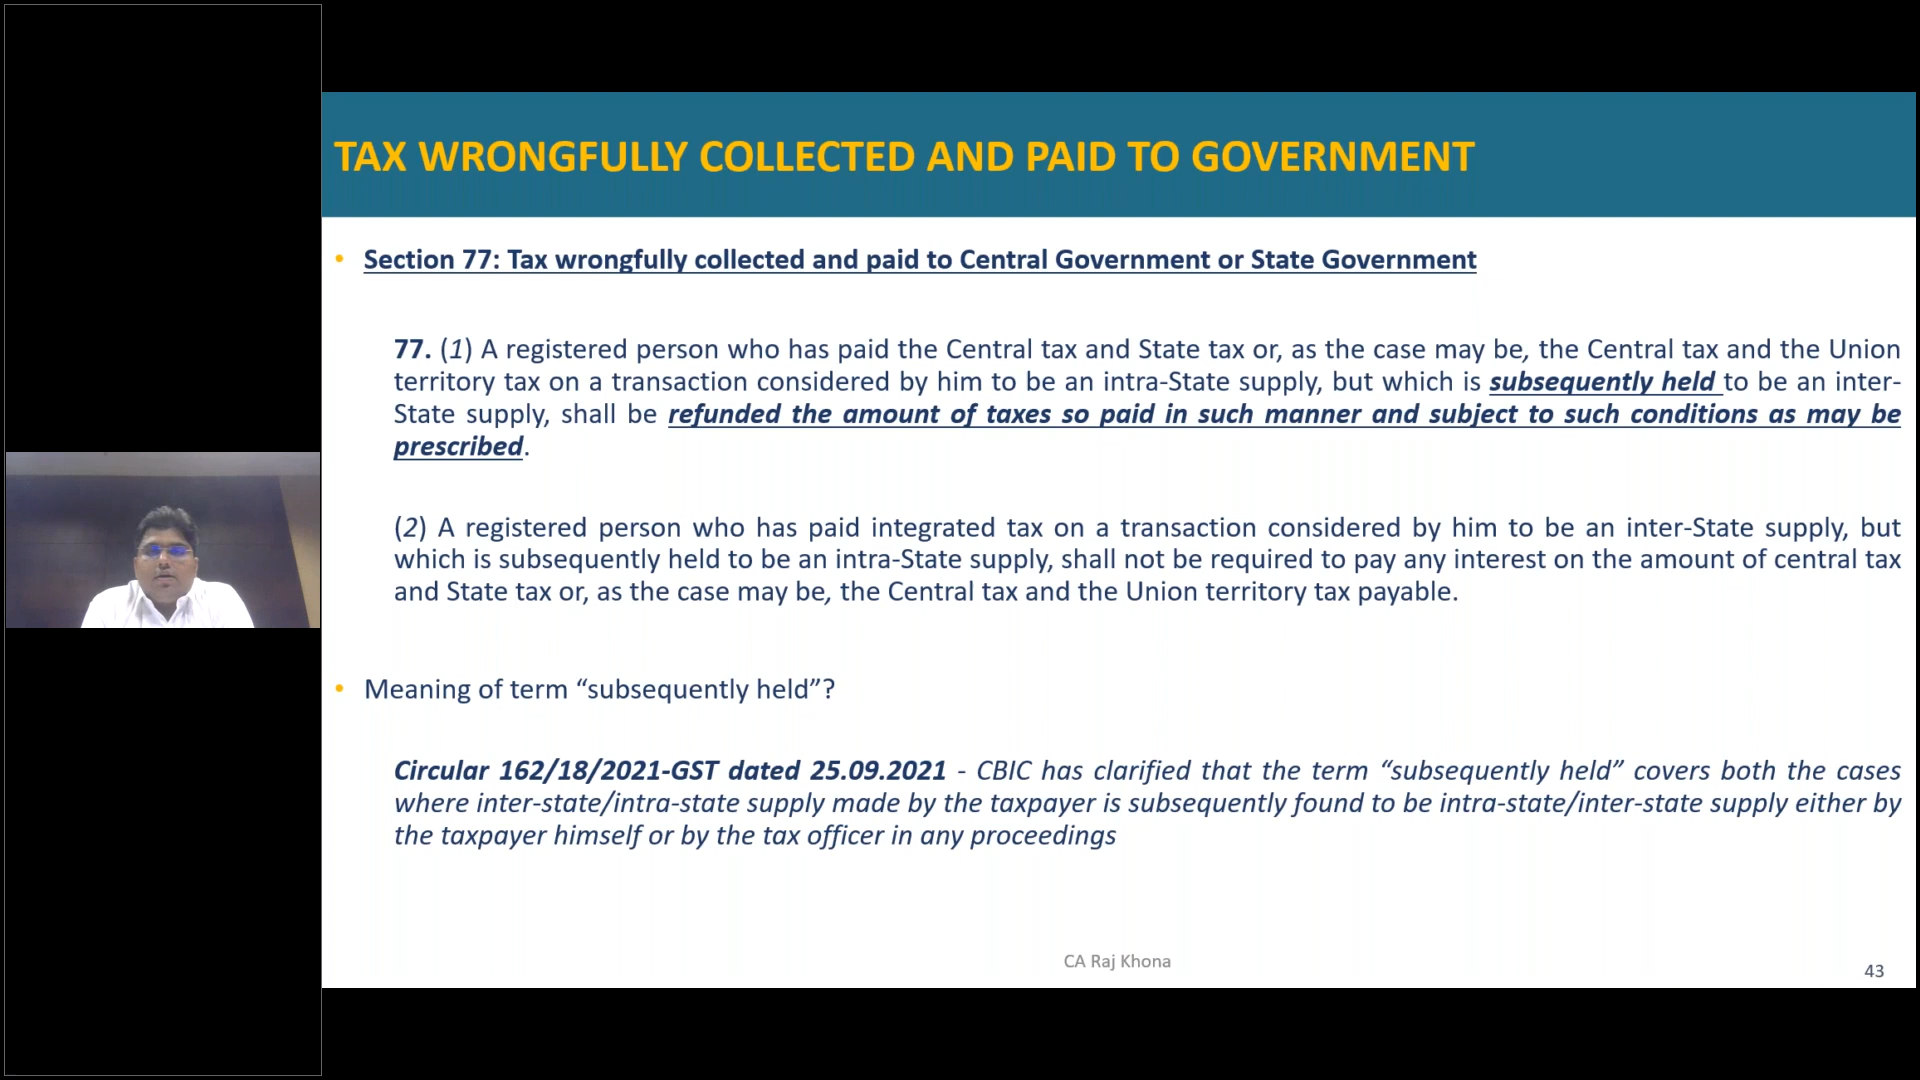 TAX WRONGFULLY COLLECTED AND PAID TO GOVERNMENT
• Section 77: Tax wrongfully collected and paid to Central Government or State Government
77. (1) A registered person who has paid the Central tax and State tax or, as the case may be, the Central tax and the Union
territory tax on a transaction considered by him to be an intra-State supply, but which is subsequently held to be an inter-
State supply, shall be refunded the amount of taxes so paid in such manner and subject to such conditions as may be
prescribed.
(2) A registered person who has paid integrated tax on a transaction considered by him to be an inter-State supply, but
which is subsequently held to be an intra-State supply, shall not be required to pay any interest on the amount of central tax
and State tax or, as the case may be, the Central tax and the Union territory tax payable.
• Meaning of term “subsequently held”?
Circular 162/18/2021-GST dated 25.09.2021 - CBIC has clarified that the term “subsequently held” covers both the cases
where inter-state/intra-state supply made by the taxpayer is subsequently found to be intra-state/inter-state supply either by
the taxpayer himself or by the tax officer in any proceedings
CA Raj Khona
43